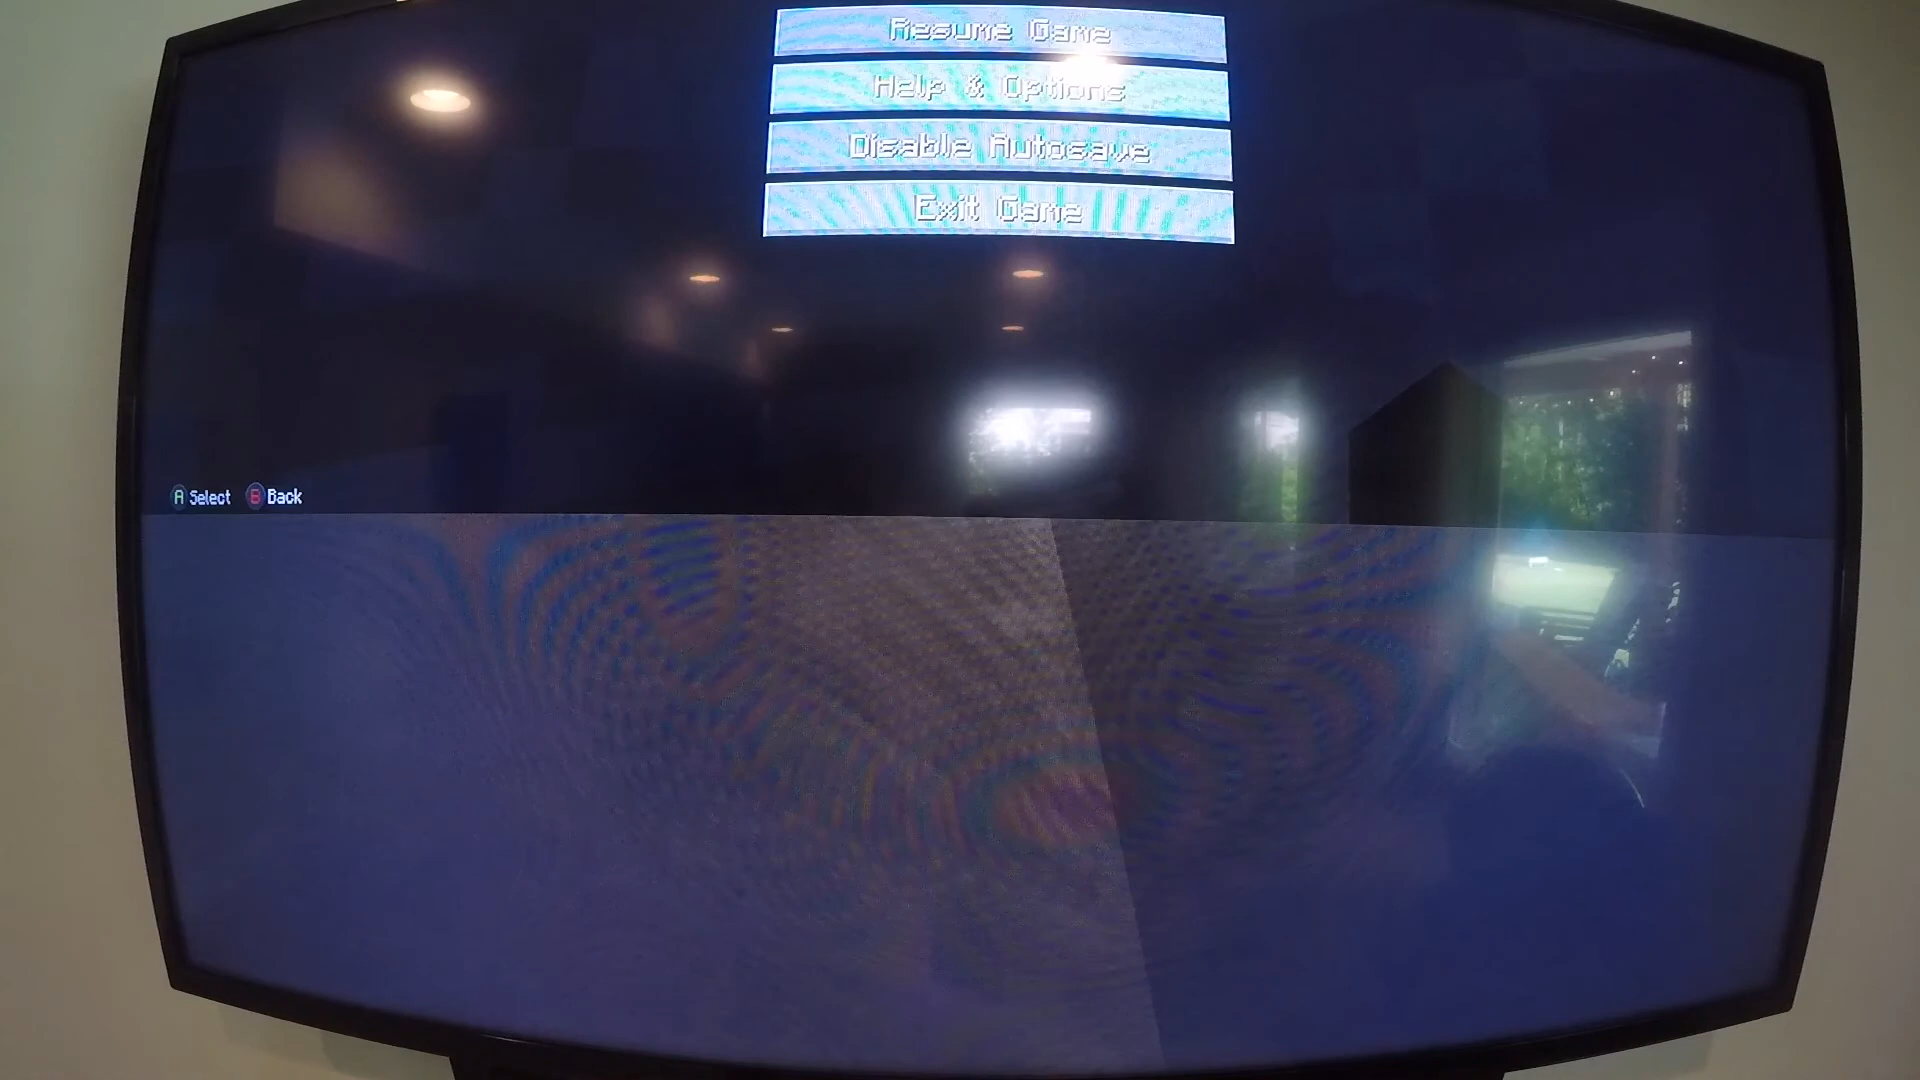 Resume Game
Help & Options
Disable Autosave
Exit Game
A Select B Back